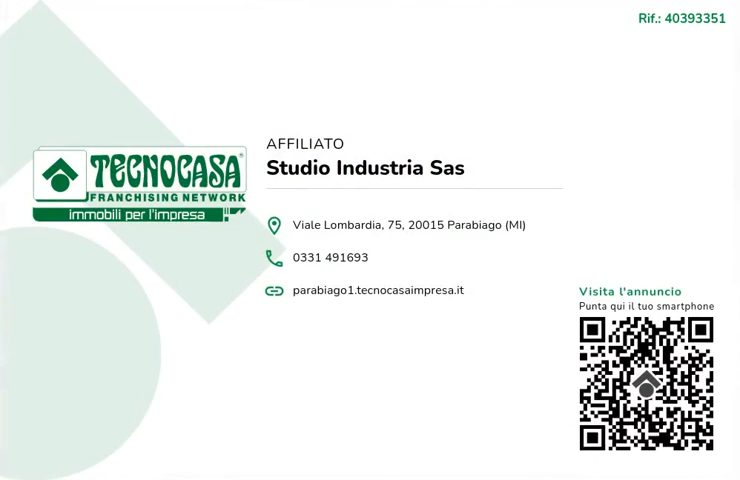 Rif.: 40393351
AFFILIATO
Studio Industria Sas
TECNOCASA®
FRANCHISING NETWORK
immobili per l'impresa
Viale Lombardia, 75, 20015 Parabiago (MI)
0331 491693
parabiago1.tecnocasaimpresa.it
Visita l'annuncio
Punta qui il tuo smartphone